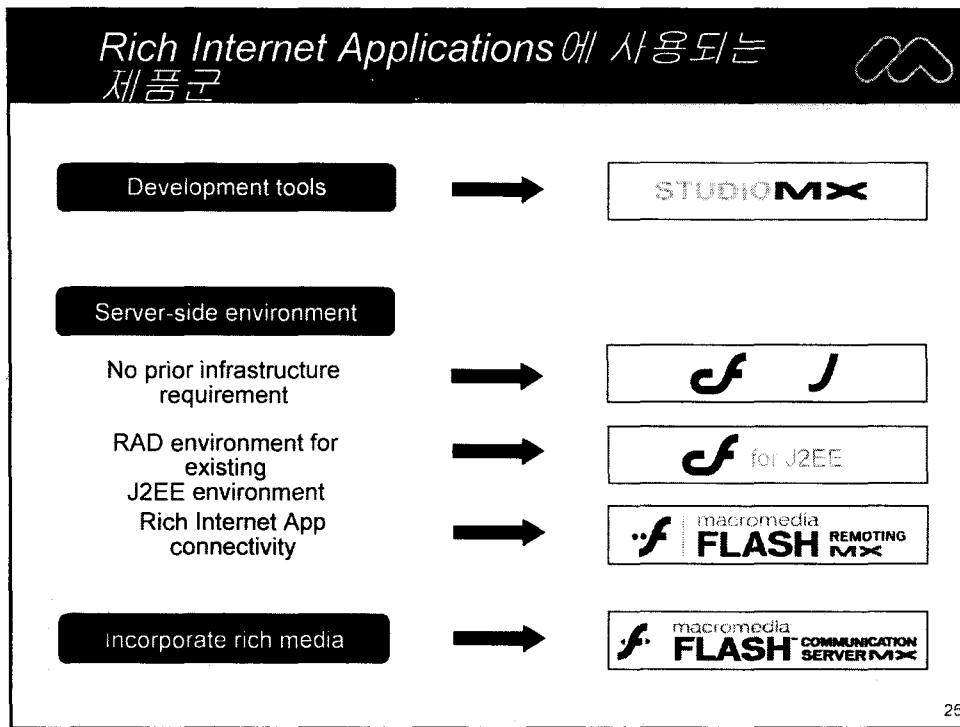 Rich Internet Applications에 사용되는
제품군
Development tools
STUDIO MX
Server-side environment
No prior infrastructure
requirement
cf J
RAD environment for
existing
J2EE environment
cf for J2EE
Rich Internet App
connectivity
macromedia
FLASH REMOTING
MX
Incorporate rich media
macromedia
FLASH™ COMMUNICATION
SERVER MX
25